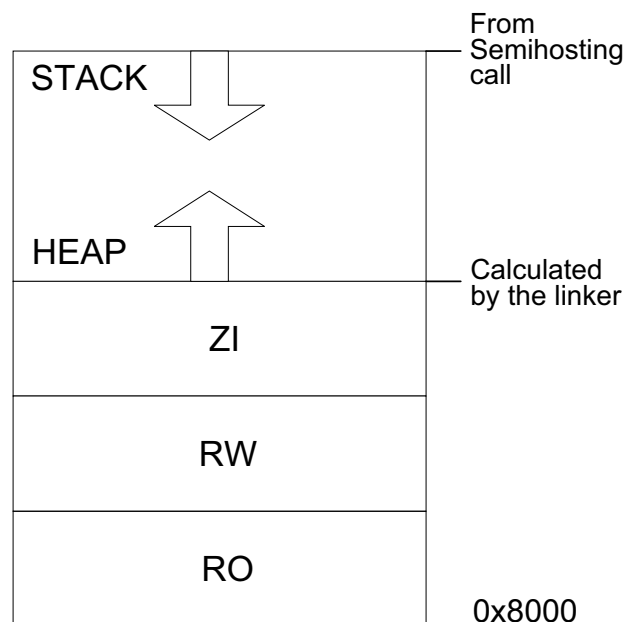 From
Semihosting
call
STACK
HEAP
Calculated
by the linker
ZI
RW
RO
0x8000